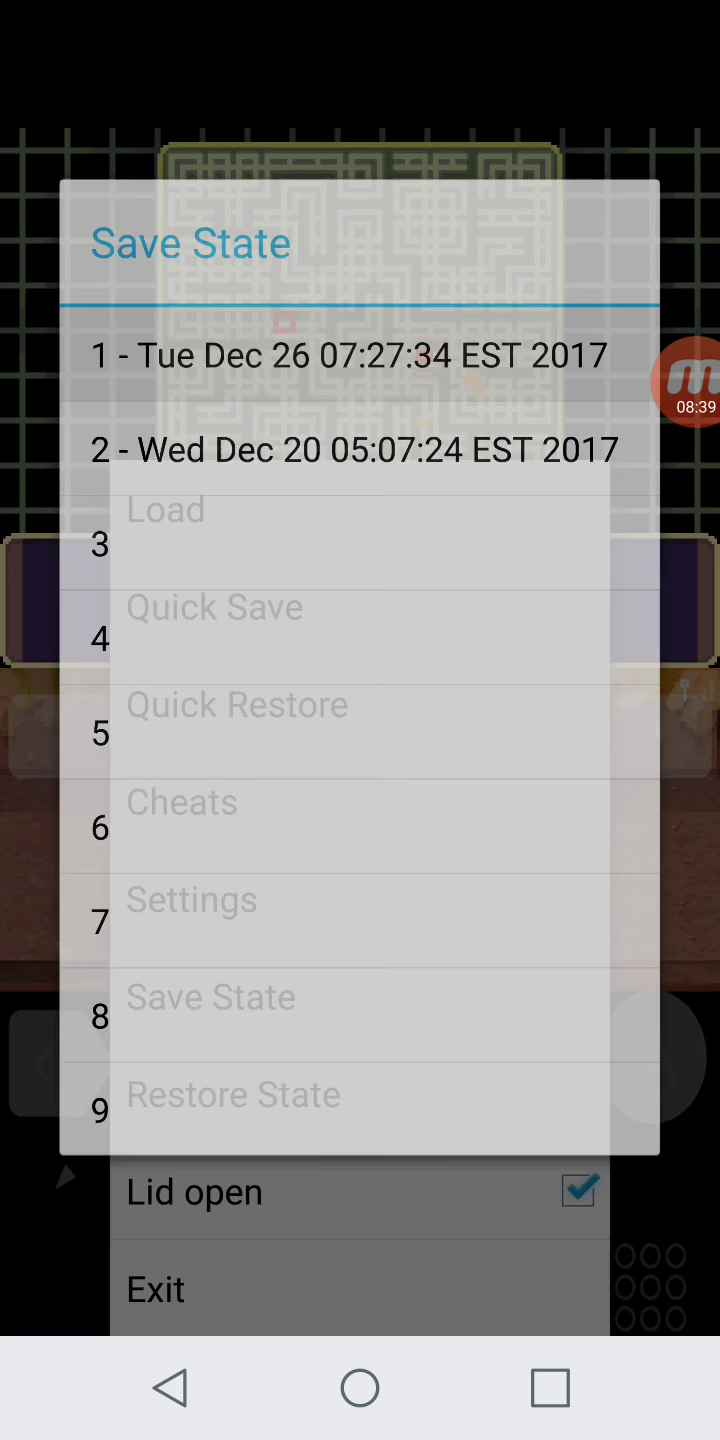 Save State
1 - Tue Dec 26 07:27:34 EST 2017
08:39
2 - Wed Dec 20 05:07:24 EST 2017
Load
3
Quick Save
4
Quick Restore
5
Cheats
6
Settings
7
Save State
8
Restore State
9
Lid open
Exit